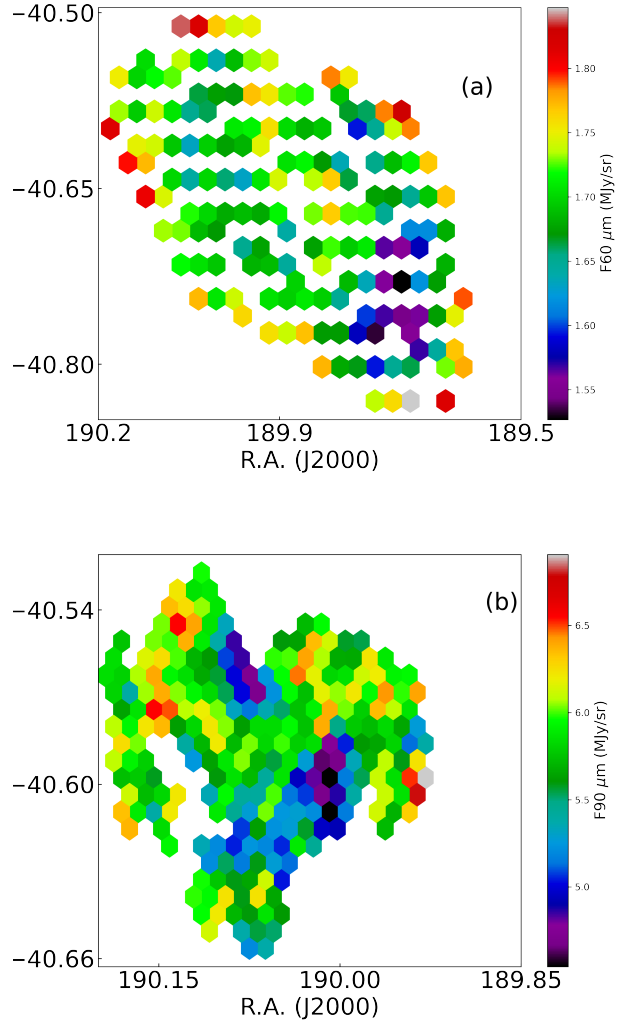 −40.50
(a)
−40.65
−40.80
190.2 189.9 189.5
R.A. (J2000)
1.80
1.75
1.70
1.65
1.60
1.55
F60 μm (MJy/sr)
(b)
−40.54
−40.60
−40.66
190.15 190.00 189.85
R.A. (J2000)
6.5
6.0
5.5
5.0
F90 μm (MJy/sr)